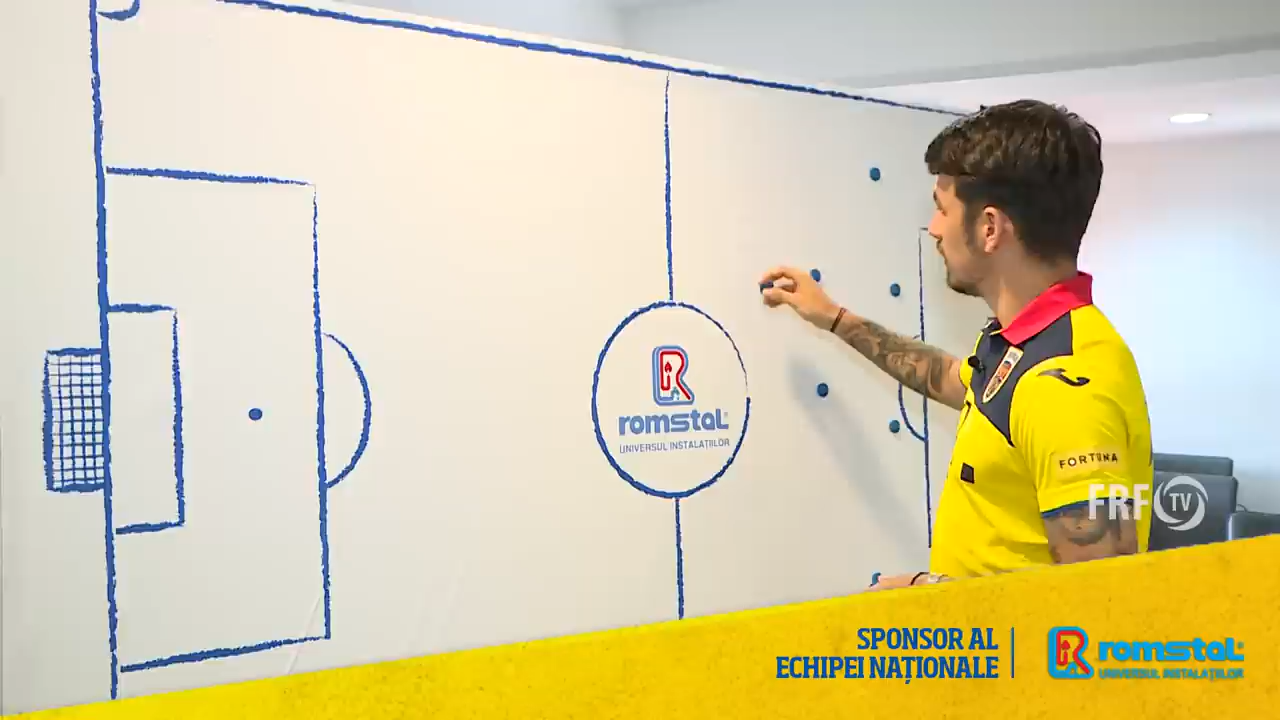 romstal
UNIVERSUL INSTALAȚIILOR
FORTUNA
FRF TV
SPONSOR AL
ECHIPEI NAȚIONALE
romstal
UNIVERSUL INSTALAȚIILOR